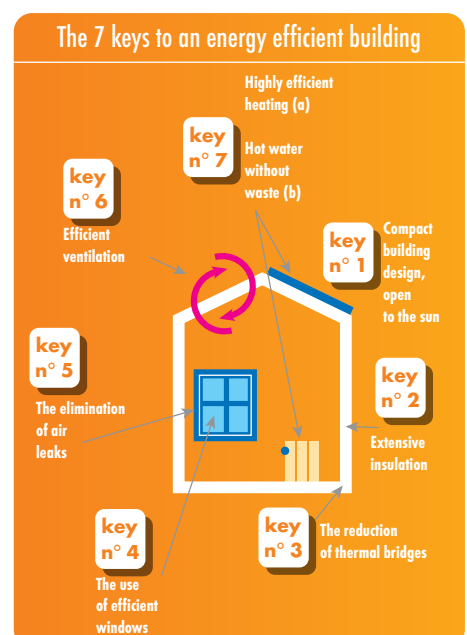 The 7 keys to an energy efficient building
Highly efficient
heating (a)
key
n° 7
Hot water
without
waste (b)
key
n° 6
Efficient
ventilation
key
n° 1
Compact
building
design,
open
to the sun
key
n° 5
The elimination
of air
leaks
key
n° 2
Extensive
insulation
key
n° 4
The use
of efficient
windows
key
n° 3
The reduction
of thermal bridges